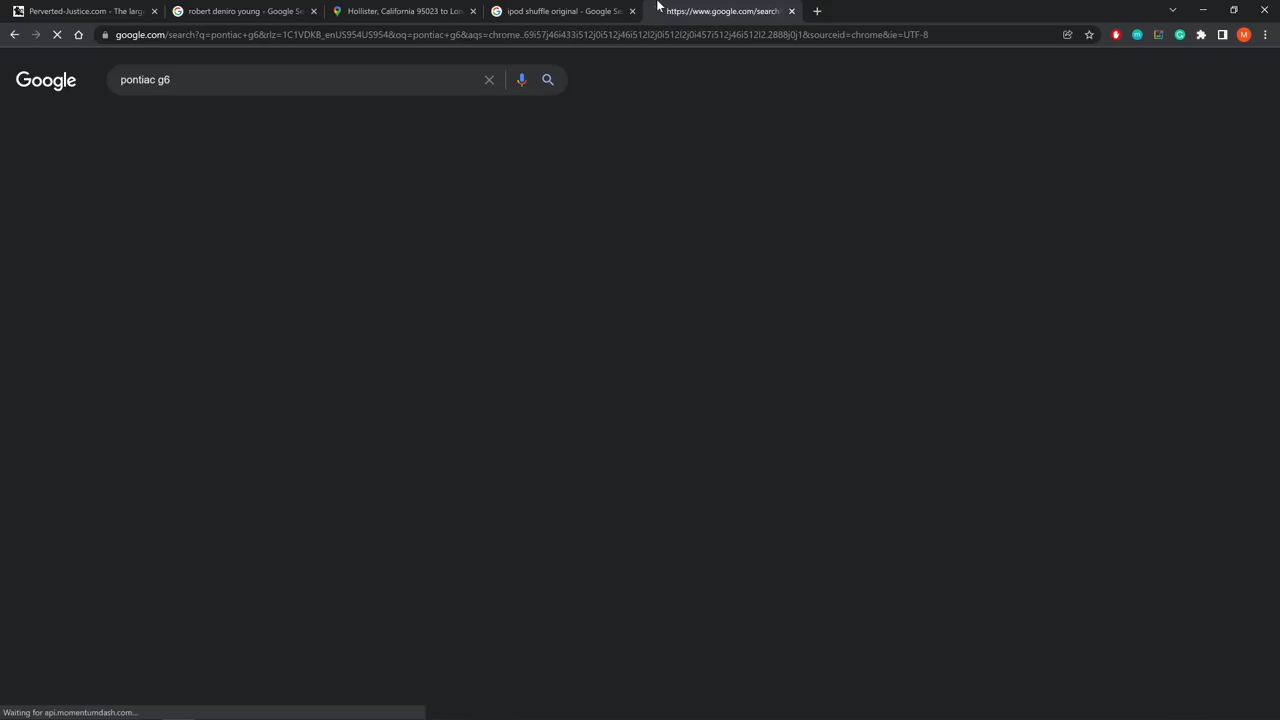 Perverted-Justice.com - The larg
robert deniro young - Google Se
Hollister, California 95023 to Lon
ipod shuffle original - Google Se
https://www.google.com/search
google.com/search?q=pontiac+g6&rlz=1C1VDKB_enUS954US954&oq=pontiac+g6&aqs=chrome..69i57j46i433i512j0i512j46i512l2j0i512l2j0i457i512j46i512l2.2888j0j1&sourceid=chrome&ie=UTF-8
M
Google
pontiac g6
Waiting for api.momentumdash.com...